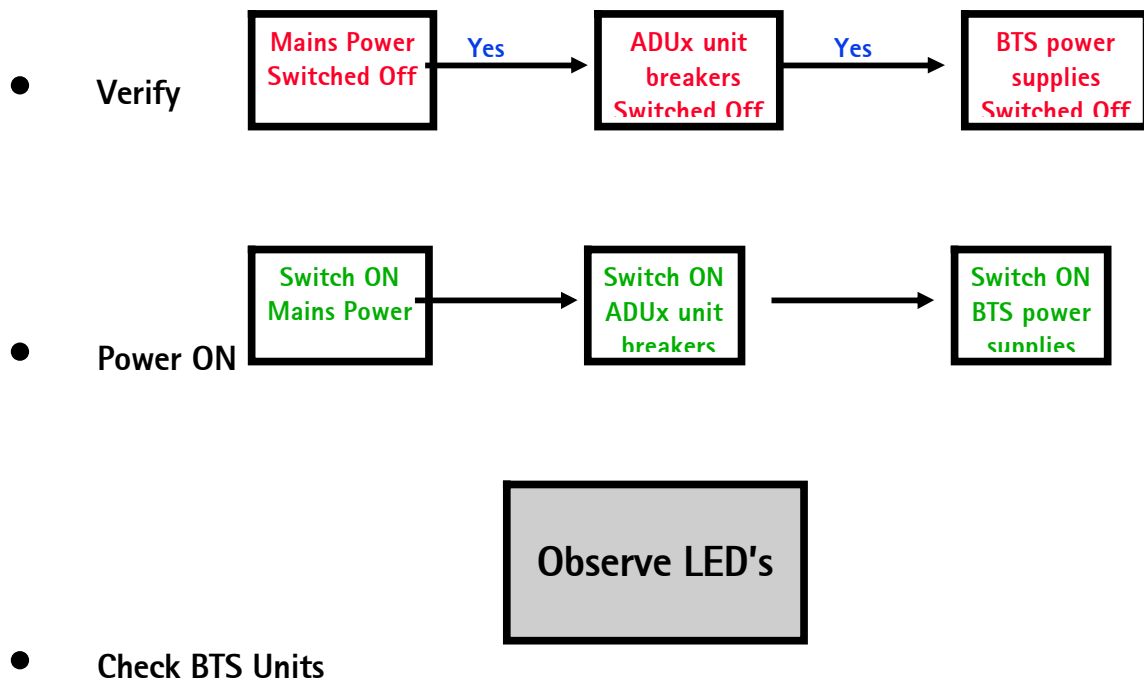 Mains Power
Switched Off
Yes
ADUx unit
breakers
Switched Off
Yes
BTS power
supplies
Switched Off
Verify
Switch ON
Mains Power
Switch ON
ADUx unit
breakers
Switch ON
BTS power
supplies
Power ON
Observe LED's
Check BTS Units